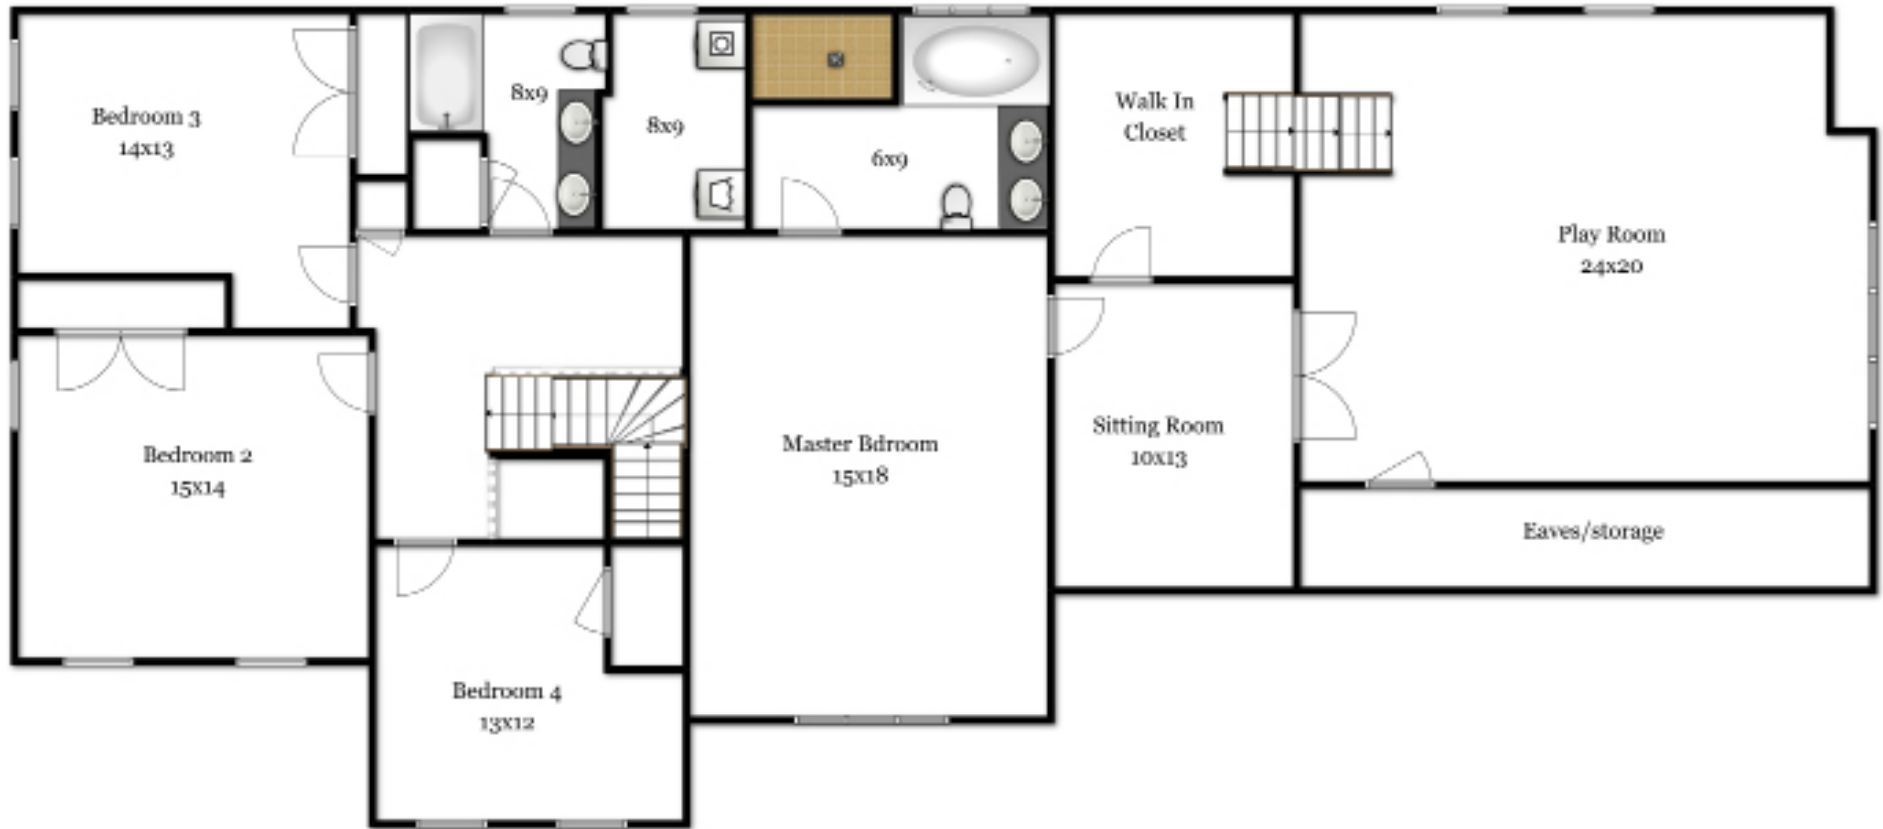 Bedroom 3
14x13
8x9
8x9
6x9
Walk In
Closet
Play Room
24x20
Bedroom 2
15x14
Master Bdroom
15x18
Sitting Room
10x13
Eaves/storage
Bedroom 4
13x12